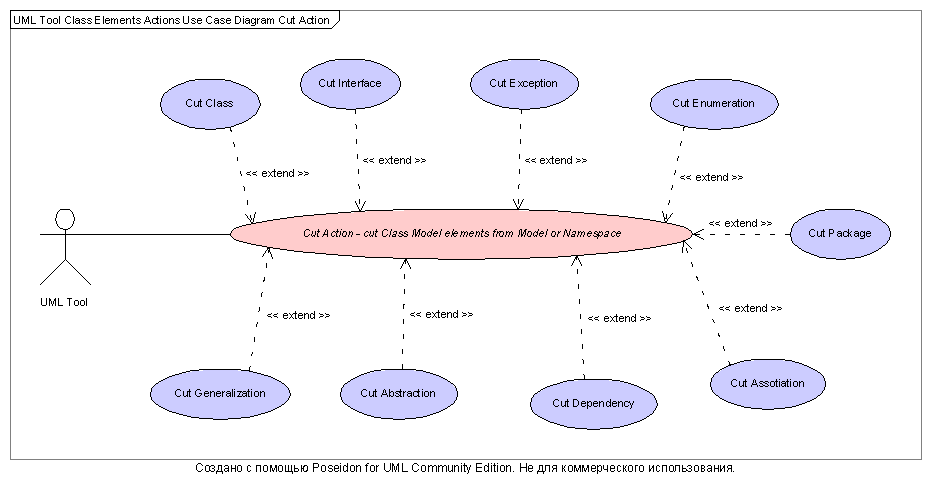 UML Tool Class Elements Actions Use Case Diagram Cut Action
Cut Class
Cut Interface
Cut Exception
Cut Enumeration
<< extend >>
<< extend >>
<< extend >>
<< extend >>
<< extend >>
Cut Package
Cut Action - cut Class Model elements from Model or Namespace
UML Tool
<< extend >>
<< extend >>
<< extend >>
<< extend >>
Cut Generalization
Cut Abstraction
Cut Dependency
Cut Assotiation
Создано с помощью Poseidon for UML Community Edition. Не для коммерческого использования.